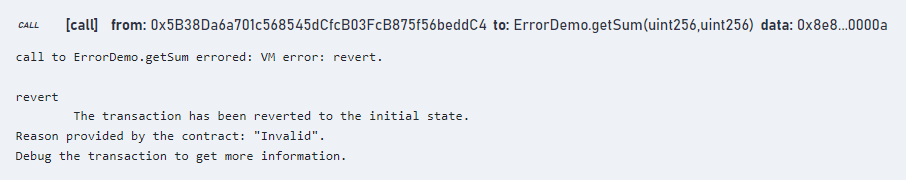 CALL [call] from: 0x5B38Da6a701c568545dCfcB03FcB875f56beddC4 to: ErrorDemo.getSum(uint256,uint256) data: 0x8e8...0000a
call to ErrorDemo.getSum errored: VM error: revert.
revert
The transaction has been reverted to the initial state.
Reason provided by the contract: "Invalid".
Debug the transaction to get more information.